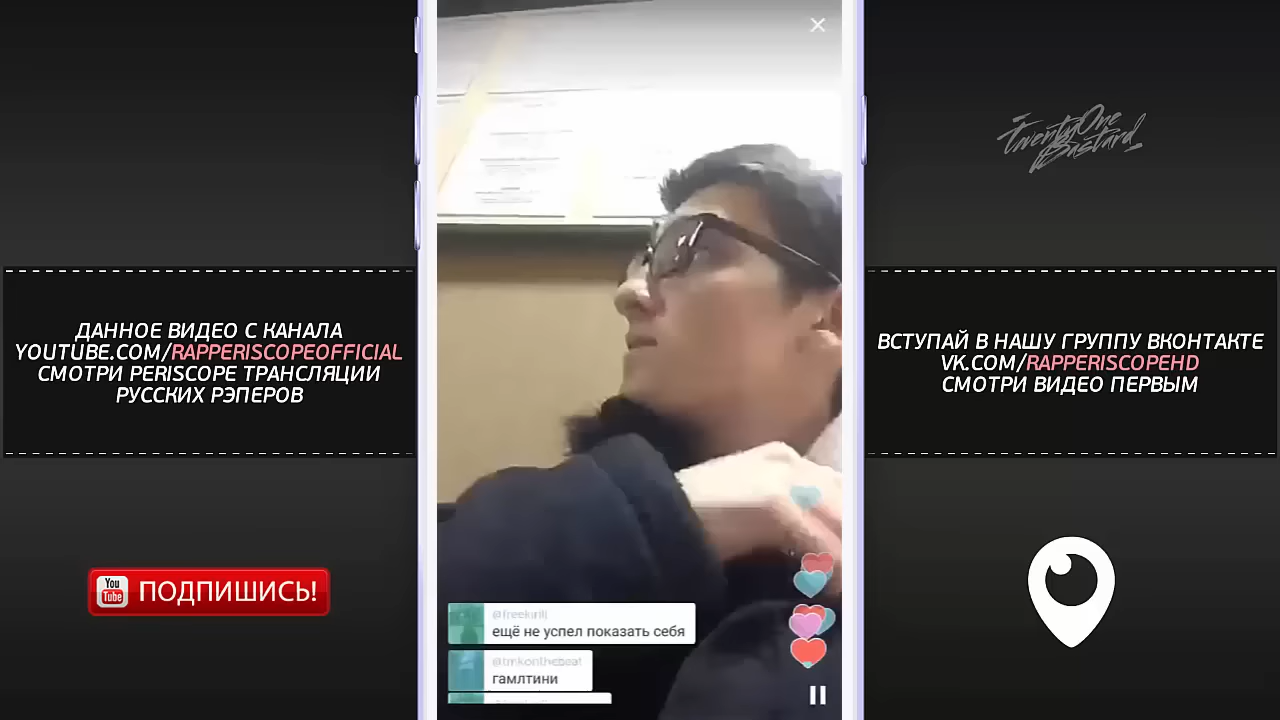 TwentyOne
Bastard
ДАННОЕ ВИДЕО С КАНАЛА
YOUTUBE.COM/RAPPERISCOPEOFFICIAL
СМОТРИ PERISCOPE ТРАНСЛЯЦИИ
РУССКИХ РЭПЕРОВ
ВСТУПАЙ В НАШУ ГРУППУ ВКОНТАКТЕ
VK.COM/RAPPERISCOPEHD
СМОТРИ ВИДЕО ПЕРВЫМ
You
Tube
ПОДПИШИСЬ!
@freekirill
ещё не успел показать себя
@tmkonthebeat
гамлтини